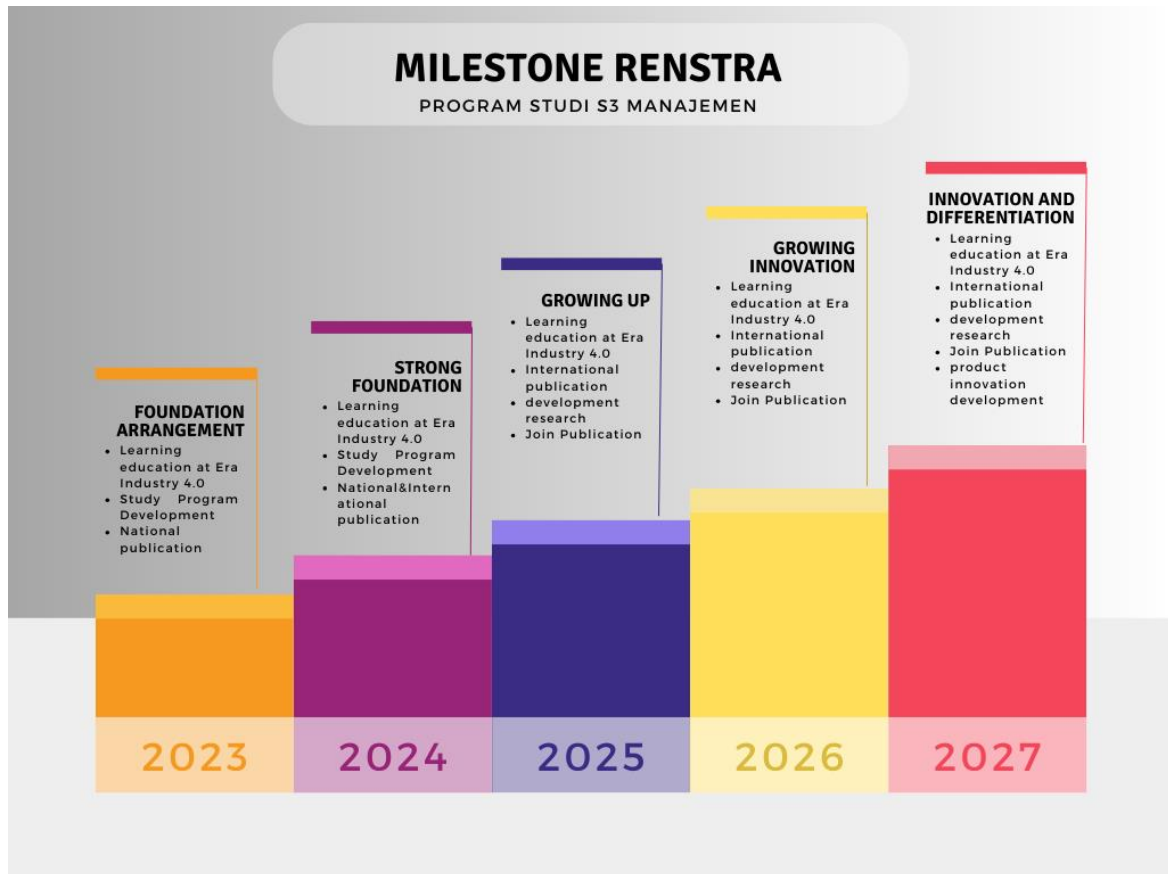 MILESTONE RENSTRA
PROGRAM STUDI S3 MANAJEMEN
FOUNDATION
ARRANGEMENT
• Learning
education at Era
Industry 4.0
• Study Program
Development
• National
publication
2023
STRONG
FOUNDATION
• Learning
education at Era
Industry 4.0
• Study Program
Development
• National&Intern
ational
publication
2024
GROWING UP
• Learning
education at Era
Industry 4.0
• International
publication
• development
research
• Join Publication
2025
GROWING
INNOVATION
• Learning
education at Era
Industry 4.0
• International
publication
• development
research
• Join Publication
2026
INNOVATION AND
DIFFERENTIATION
• Learning
education at Era
Industry 4.0
• International
publication
• development
research
• Join Publication
• product
innovation
development
2027